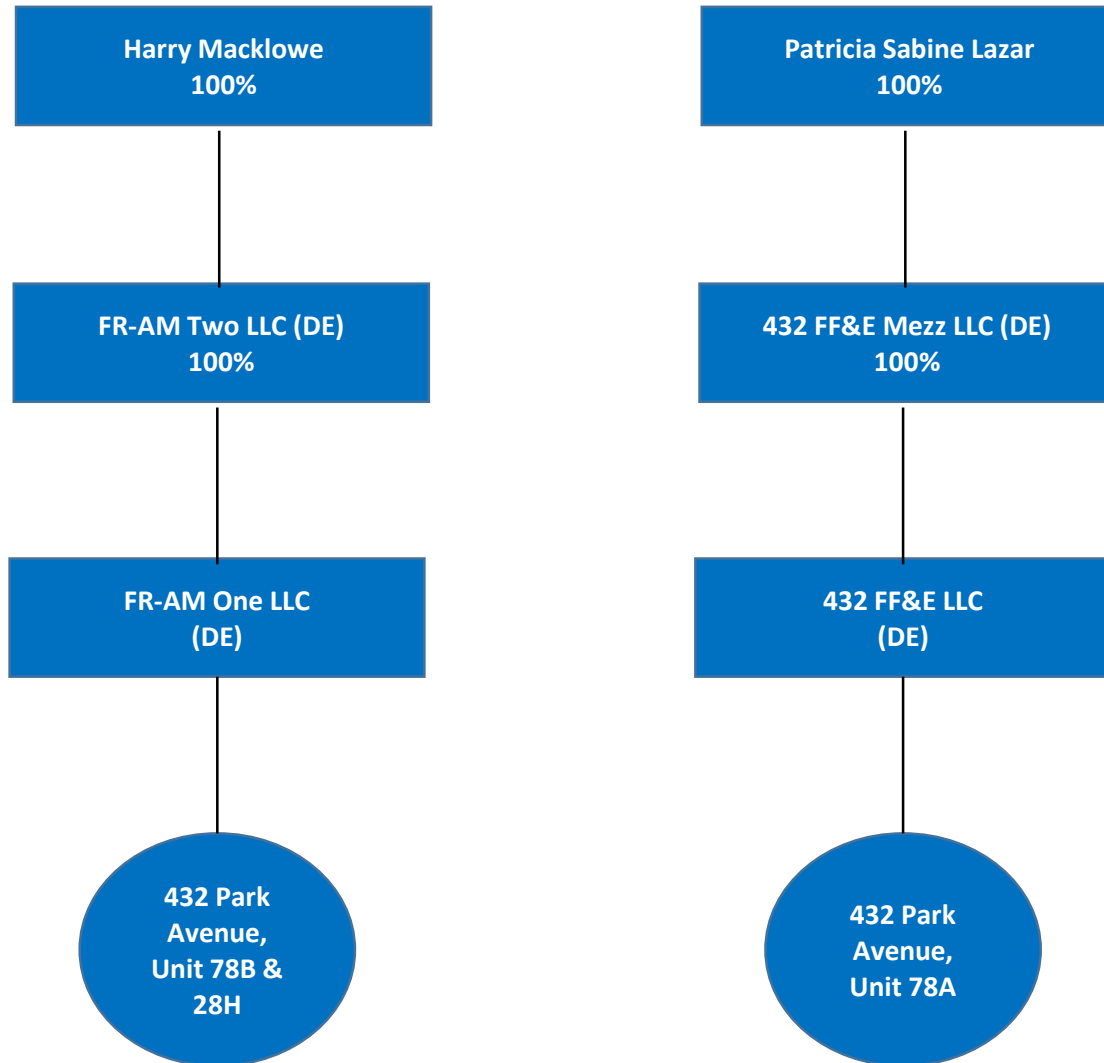 Harry Macklowe
100%
Patricia Sabine Lazar
100%
FR-AM Two LLC (DE)
100%
432 FF&E Mezz LLC (DE)
100%
FR-AM One LLC
(DE)
432 FF&E LLC
(DE)
432 Park
Avenue,
Unit 78B &
28H
432 Park
Avenue,
Unit 78A